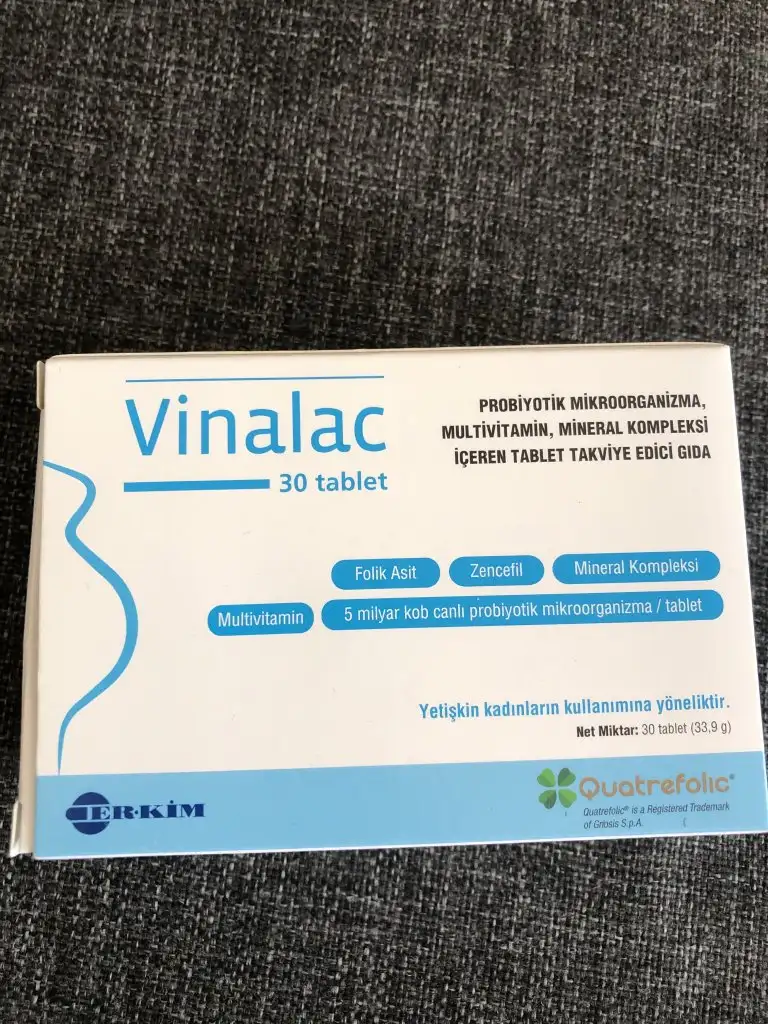 Vinalac
30 tablet
PROBİYOTİK MİKROORGANİZMA,
MULTİVİTAMİN, MİNERAL KOMPLEKSİ
İÇEREN TABLET TAKVİYE EDİCİ GIDA
Folik Asit
Zencefil
Mineral Kompleksi
Multivitamin
5 milyar kob canlı probiyotik mikroorganizma / tablet
Yetişkin kadınların kullanımına yöneliktir.
Net Miktar: 30 tablet (33,9 g)
ER-KİM
Quatrefolic®
Quatrefolic® is a Registered Trademark
of Gnosis S.p.A.